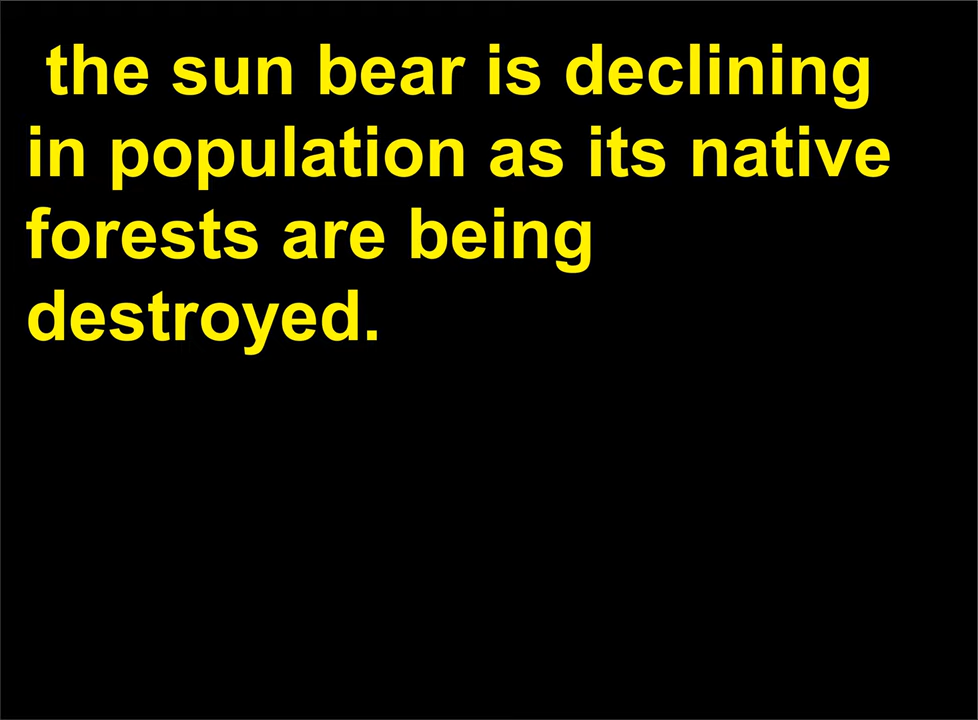 the sun bear is declining
in population as its native
forests are being
destroyed.